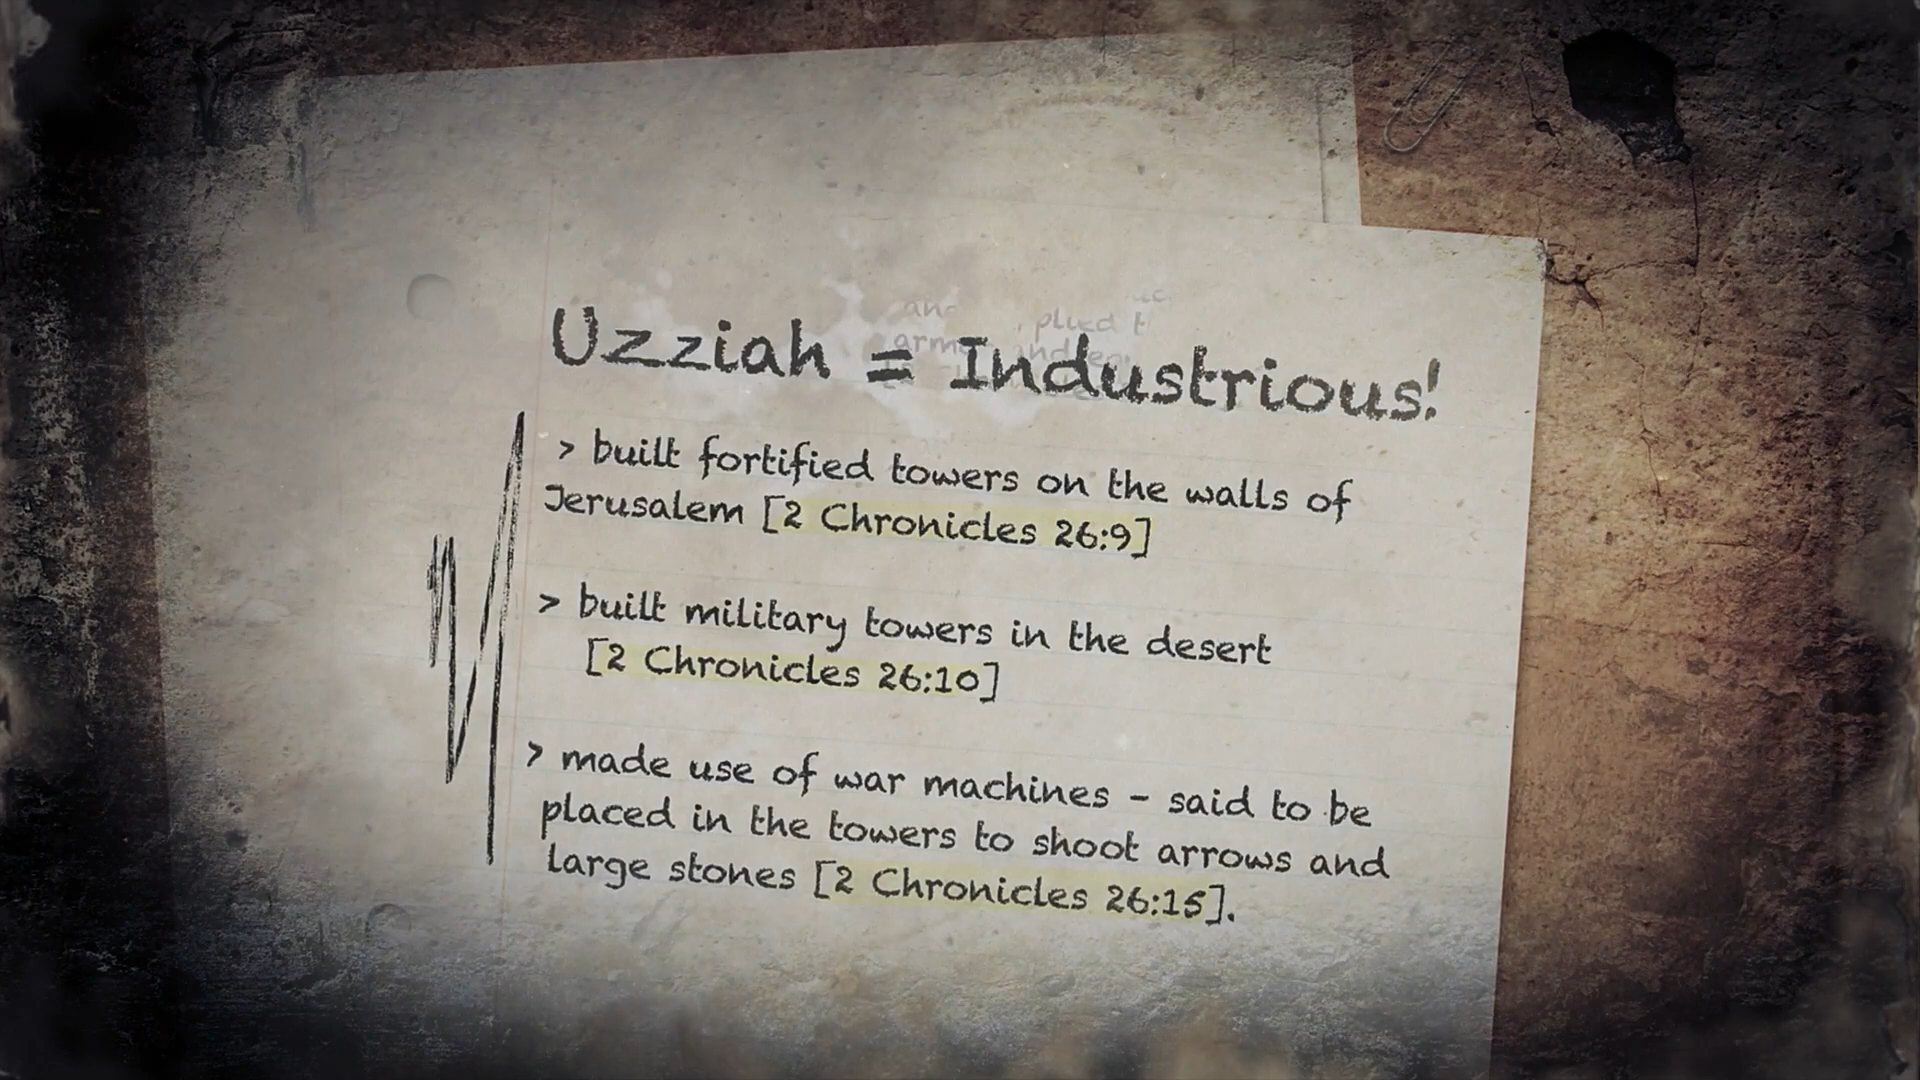 Uzziah = Industrious!
> built fortified towers on the walls of
Jerusalem [2 Chronicles 26:9]
> built military towers in the desert
[2 Chronicles 26:10]
> made use of war machines - said to be
placed in the towers to shoot arrows and
large stones [2 Chronicles 26:15].